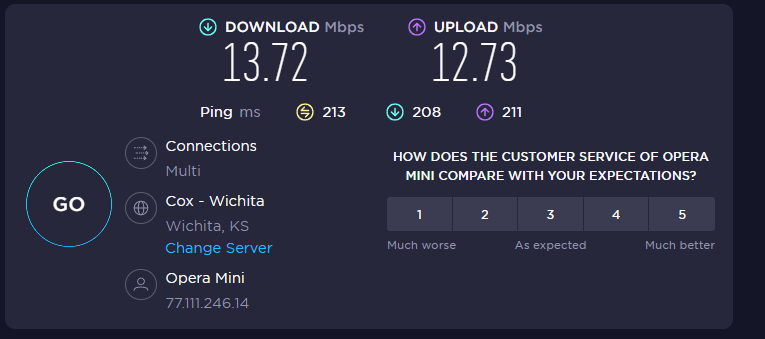 DOWNLOAD Mbps
13.72
UPLOAD Mbps
12.73
Ping ms 213 208 211
GO
Connections
Multi
Cox - Wichita
Wichita, KS
Change Server
Opera Mini
77.111.246.14
HOW DOES THE CUSTOMER SERVICE OF OPERA
MINI COMPARE WITH YOUR EXPECTATIONS?
1 2 3 4 5
Much worse As expected Much better